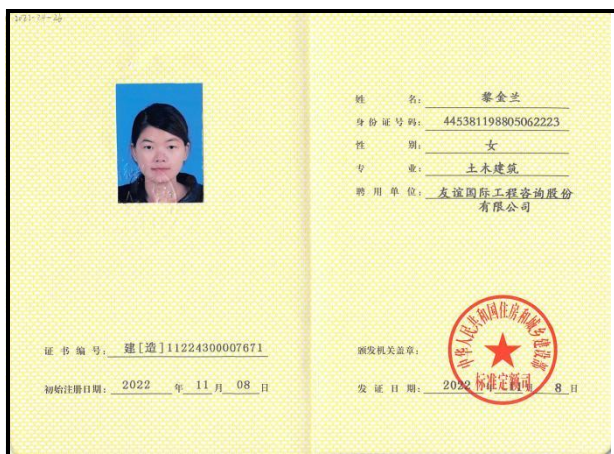 证书编号：建[造]11224300007671
初始注册日期：2022 年 11 月 08 日
姓名：黎金兰
身份证号码：445381198805062223
性别：女
专业：土木建筑
聘用单位：友谊国际工程咨询股份
有限公司
颁发机关盖章：
中华人民共和国住房和城乡建设部
标准定额司
发证日期：2022 年 11 月 8 日